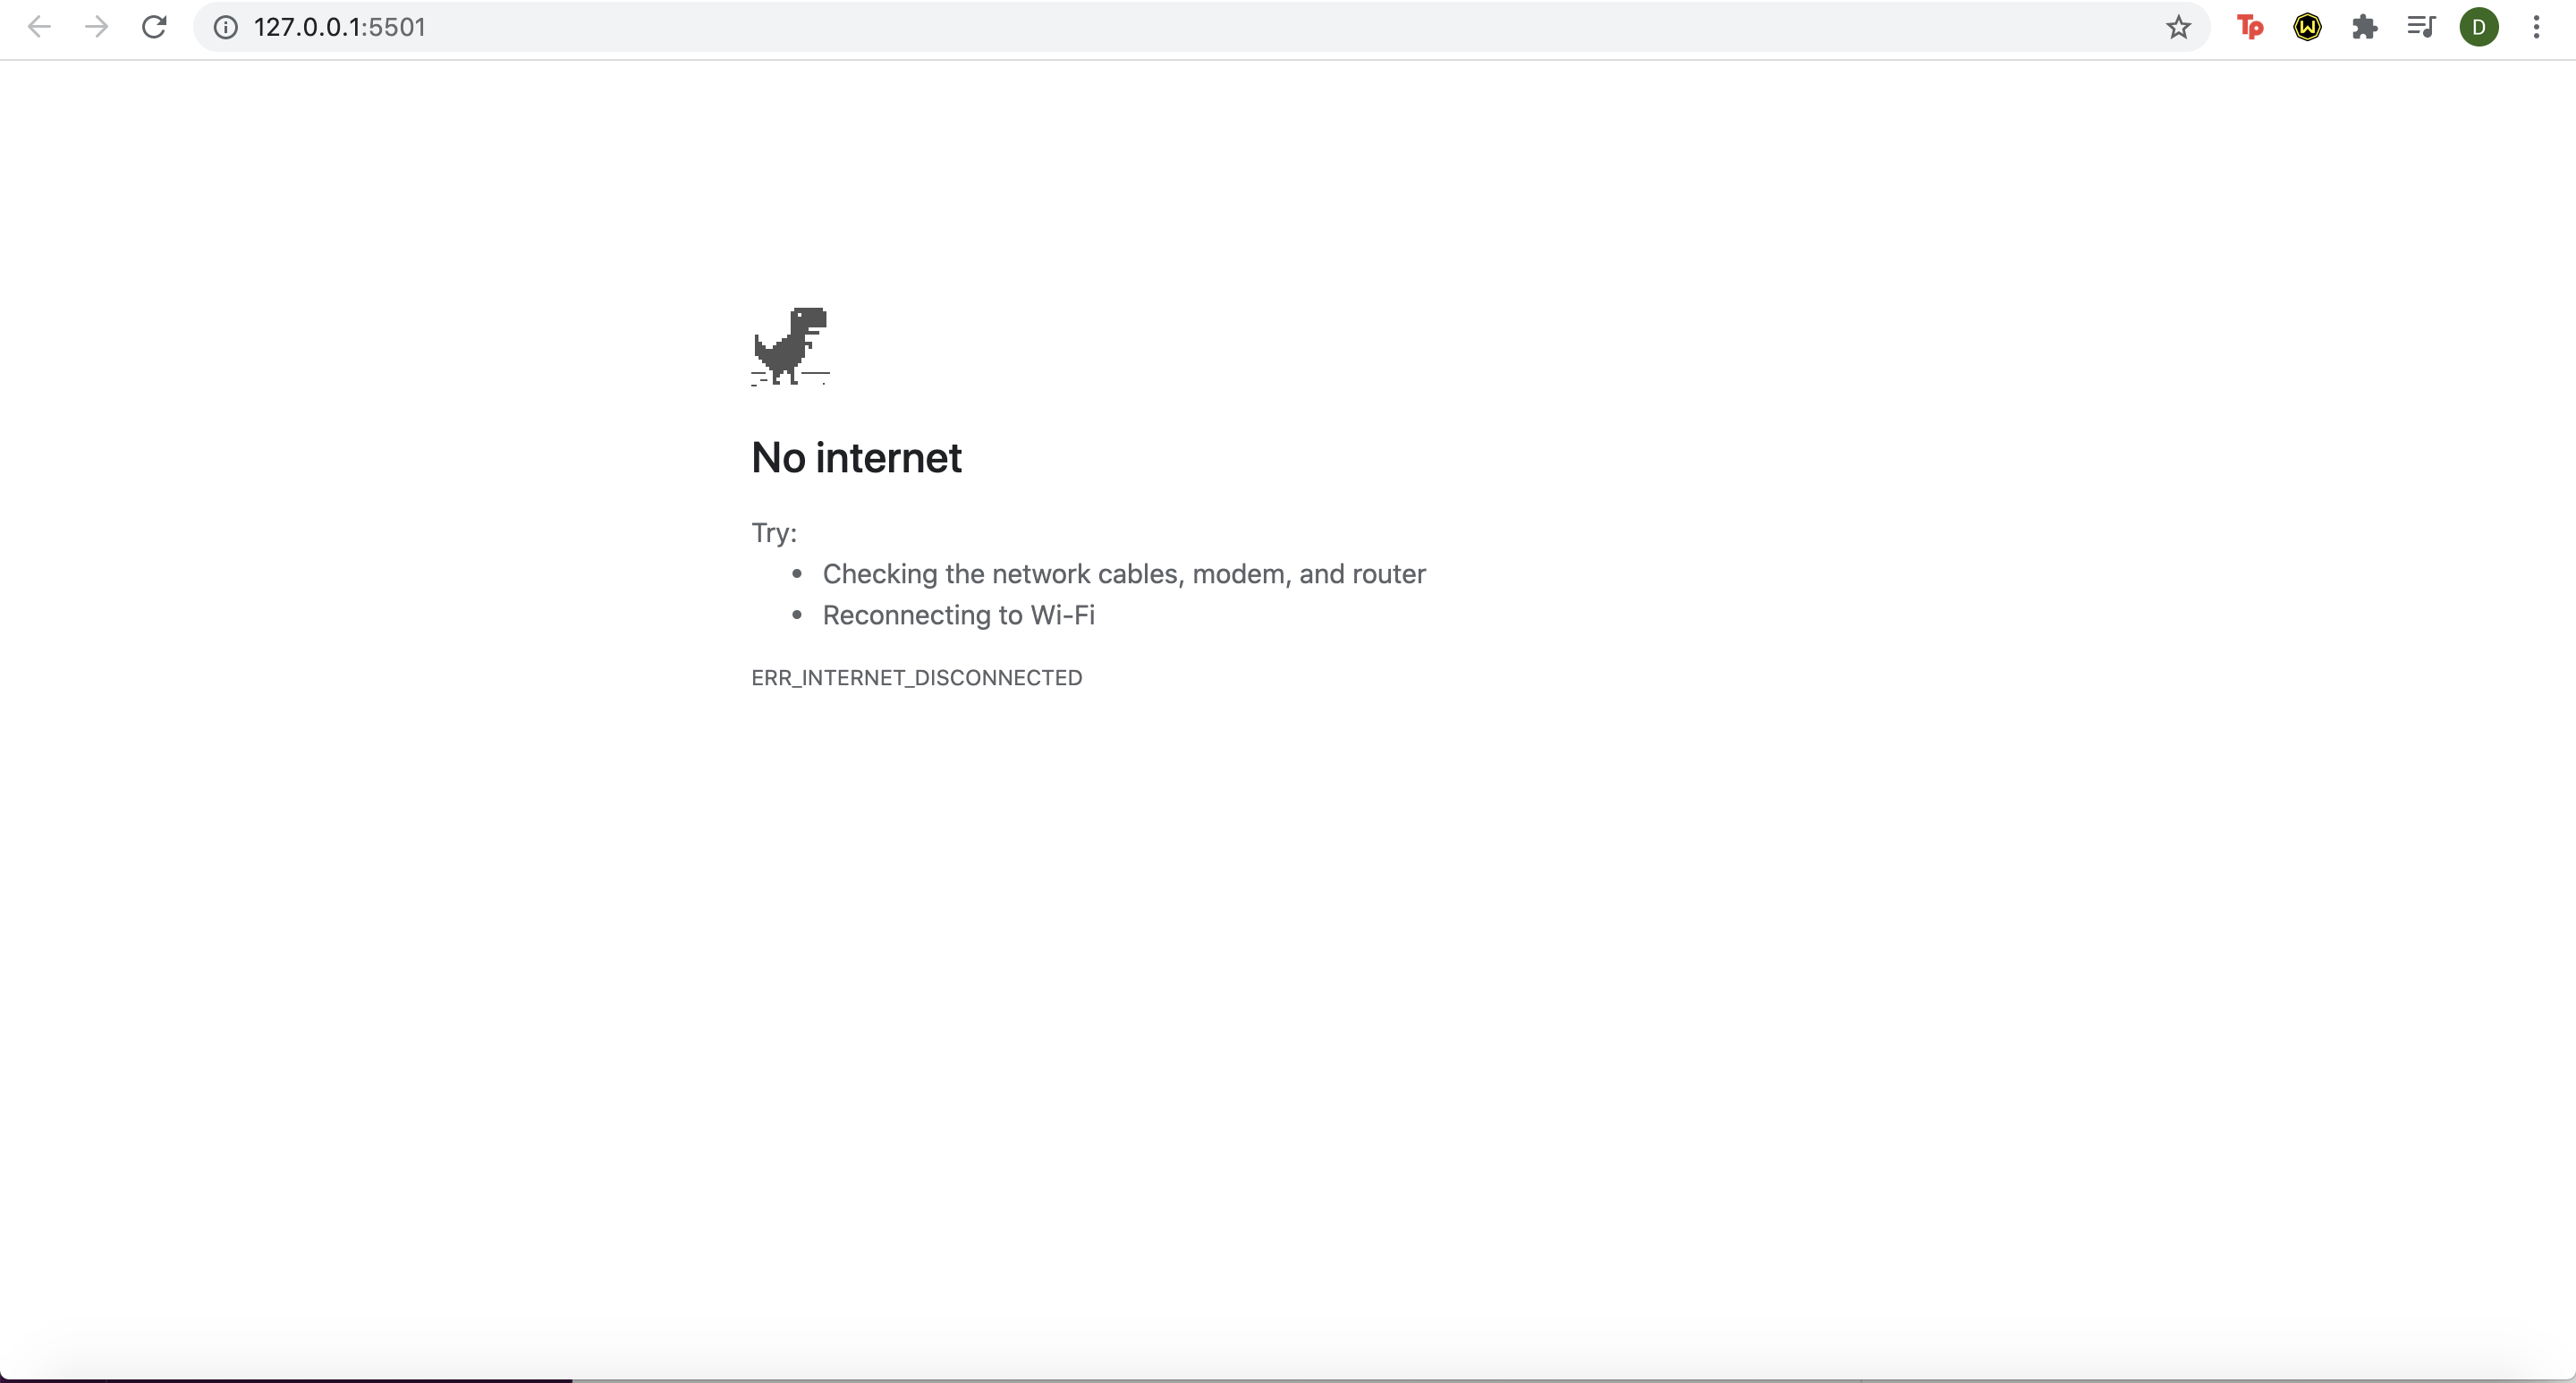 127.0.0.1:5501
Tp
W
D
No internet
Try:
• Checking the network cables, modem, and router
• Reconnecting to Wi-Fi
ERR_INTERNET_DISCONNECTED